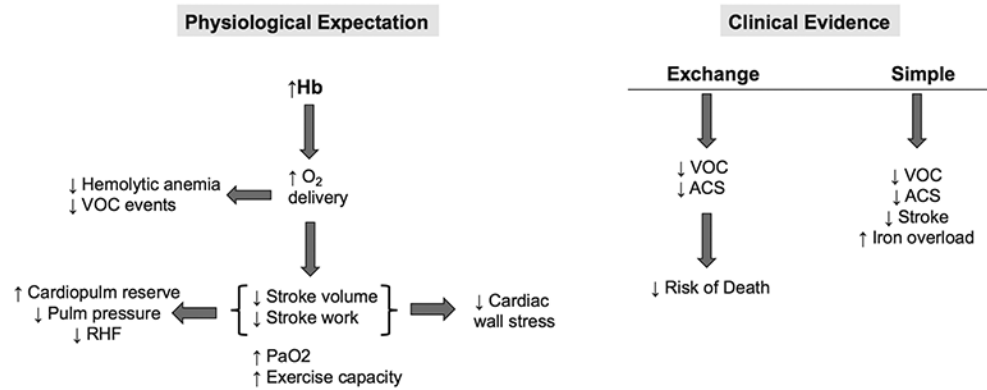 Physiological Expectation
↑Hb
↑ O₂
delivery
↓ Hemolytic anemia
↓ VOC events
↓ Stroke volume
↓ Stroke work
↑ Cardiopulm reserve
↓ Pulm pressure
↓ RHF
↓ Cardiac
wall stress
↑ PaO2
↑ Exercise capacity
Clinical Evidence
Exchange
↓ VOC
↓ ACS
↓ Risk of Death
Simple
↓ VOC
↓ ACS
↓ Stroke
↑ Iron overload